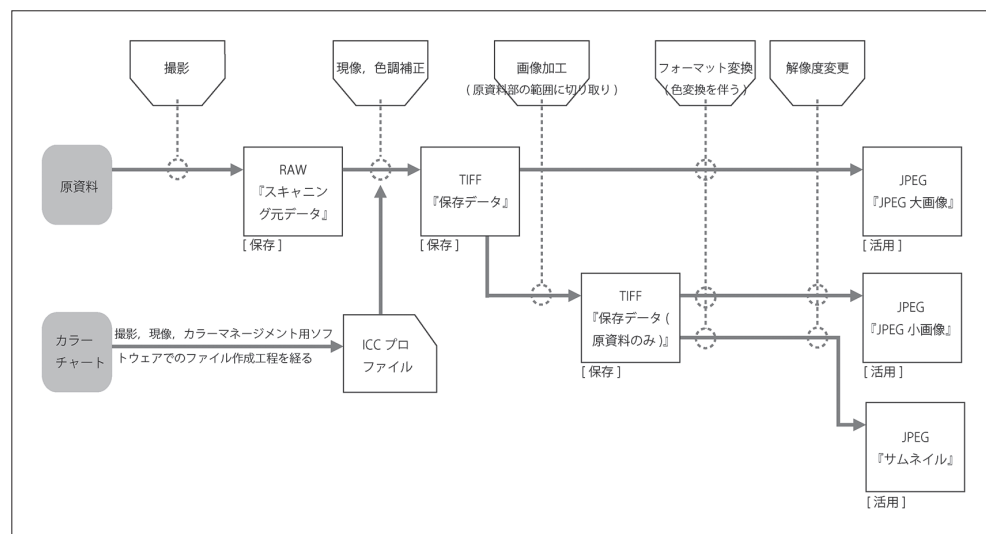 撮影
現像，色調補正
画像加工
( 原資料部の範囲に切り取り )
フォーマット変換
( 色変換を伴う )
解像度変更
原資料
RAW
『スキャニン
グ元データ』
[ 保存 ]
TIFF
『保存データ』
[ 保存 ]
JPEG
『JPEG 大画像』
[ 活用 ]
TIFF
『保存データ (
原資料のみ )』
[ 保存 ]
JPEG
『JPEG 小画像』
[ 活用 ]
カラー
チャート
撮影，現像，カラーマネージメント用ソフ
トウェアでのファイル作成工程を経る
ICC プロ
ファイル
JPEG
『サムネイル』
[ 活用 ]